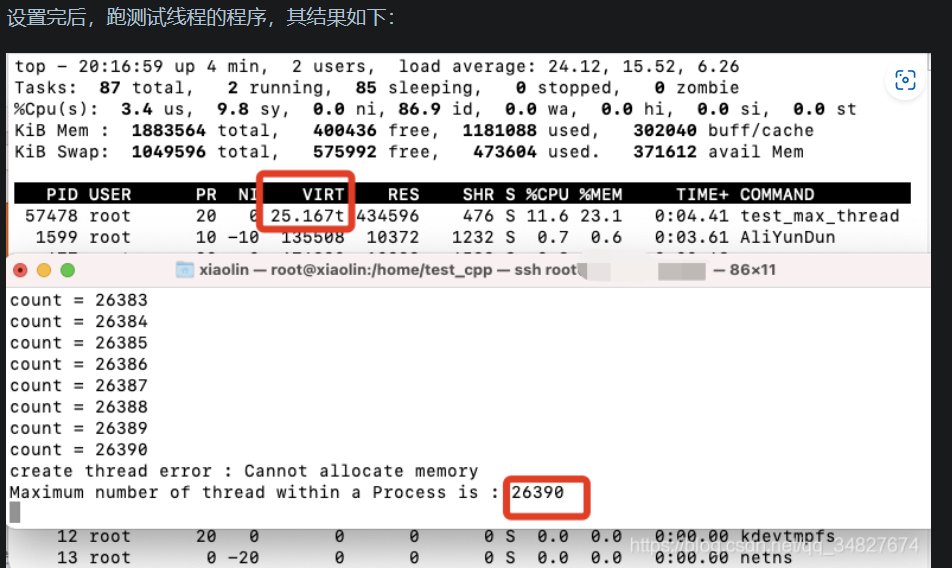 设置完后，跑测试线程的程序，其结果如下：
top - 20:16:59 up 4 min,  2 users,  load average: 24.12, 15.52, 6.26
Tasks:  87 total,   2 running,  85 sleeping,   0 stopped,   0 zombie
%Cpu(s):  3.4 us,  9.8 sy,  0.0 ni, 86.9 id,  0.0 wa,  0.0 hi,  0.0 si,  0.0 st
KiB Mem :  1883564 total,   400436 free,  1181088 used,   302040 buff/cache
KiB Swap:  1049596 total,   575992 free,   473604 used.   371612 avail Mem
PID USER      PR  NI    VIRT    RES    SHR S %CPU %MEM     TIME+ COMMAND
57478 root      20   0 25.167t 434596    476 S 11.6 23.1   0:04.41 test_max_thread
1599 root      10 -10  135508  10372   1232 S  0.7  0.6   0:03.61 AliYunDun
xiaolin — root@xiaolin:/home/test_cpp — ssh root — 86×11
count = 26383
count = 26384
count = 26385
count = 26386
count = 26387
count = 26388
count = 26389
count = 26390
create thread error : Cannot allocate memory
Maximum number of thread within a Process is : 26390
12 root      20   0       0      0      0 S  0.0  0.0   0:00.00 kdevtmpfs
13 root       0 -20       0      0      0 S  0.0  0.0   0:00.00 netns
https://blog.csdn.net/qq_34827674